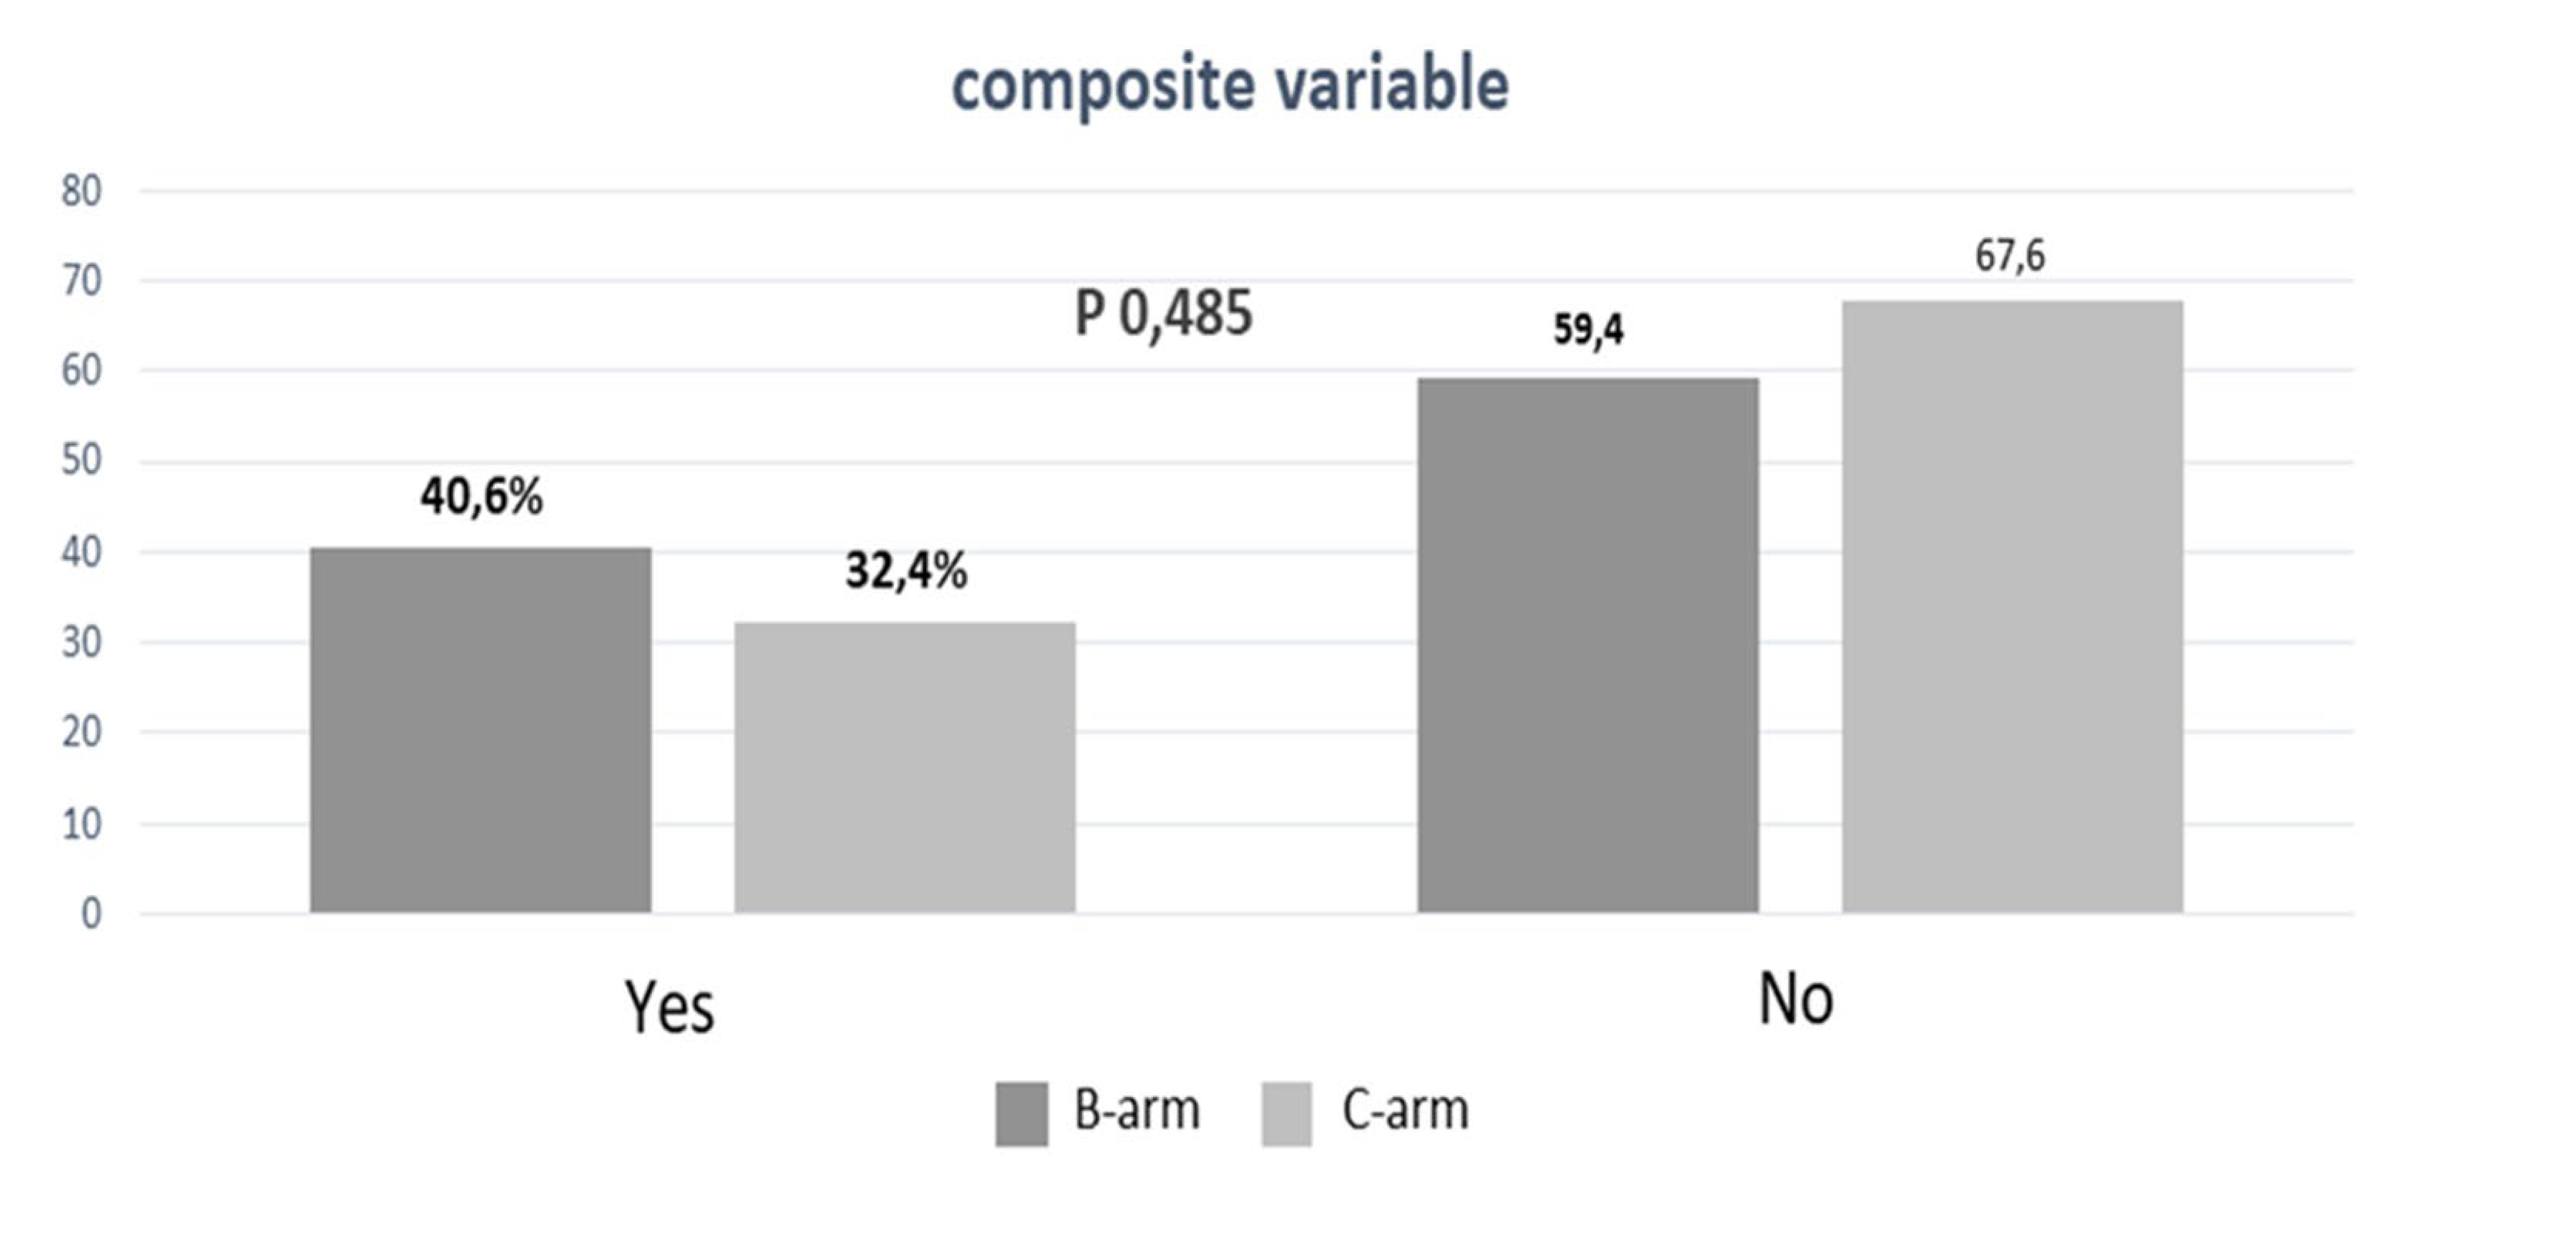 composite variable
80
70
60
50
40
30
20
10
0
40,6%
32,4%
P 0,485
59,4
67,6
Yes
No
B-arm
C-arm